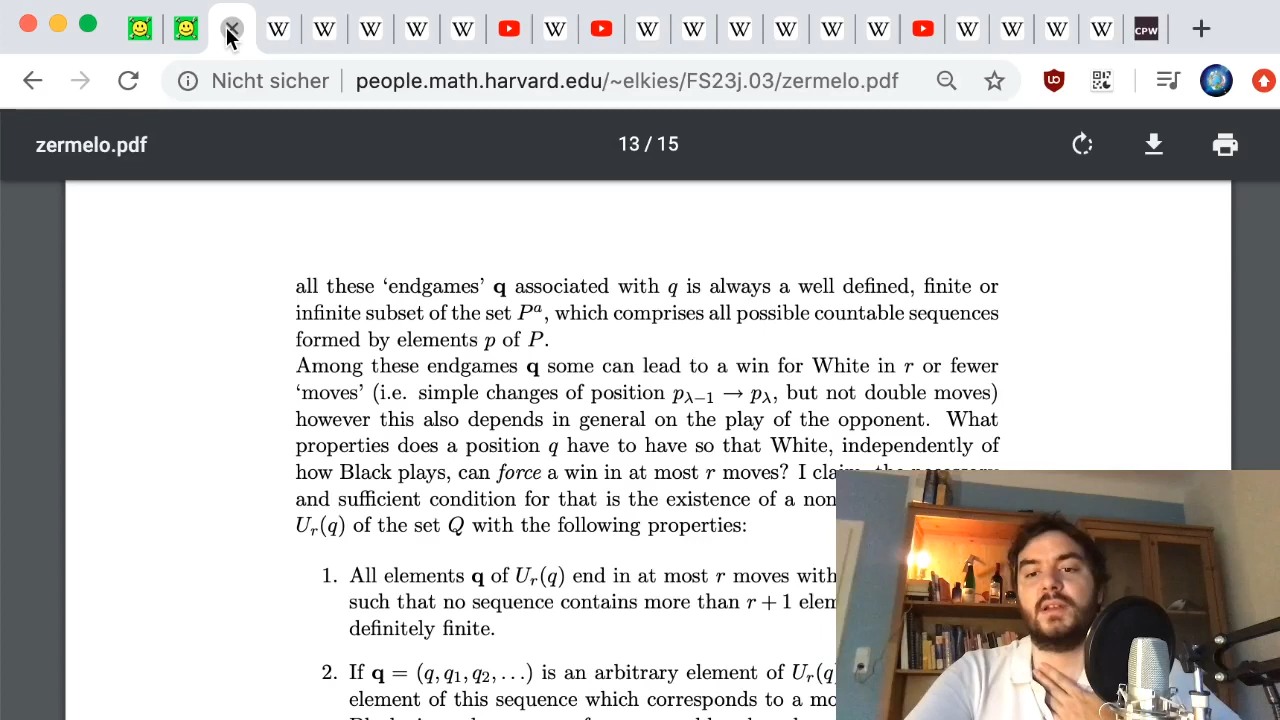 W W W W W W W W W W W W W W W W CPW
Nicht sicher people.math.harvard.edu/~elkies/FS23j.03/zermelo.pdf
zermelo.pdf 13 / 15
all these ‘endgames’ q associated with q is always a well defined, finite or
infinite subset of the set Pᵃ, which comprises all possible countable sequences
formed by elements p of P.
Among these endgames q some can lead to a win for White in r or fewer
‘moves’ (i.e. simple changes of position pλ−1 → pλ, but not double moves)
however this also depends in general on the play of the opponent. What
properties does a position q have to have so that White, independently of
how Black plays, can force a win in at most r moves? I
and sufficient condition for that is the existence of a non
Uᵣ(q) of the set Q with the following properties:
1. All elements q of Uᵣ(q) end in at most r moves with
such that no sequence contains more than r + 1 elem
definitely finite.
2. If q = (q, q₁, q₂, . . .) is an arbitrary element of Uᵣ(q
element of this sequence which corresponds to a mo